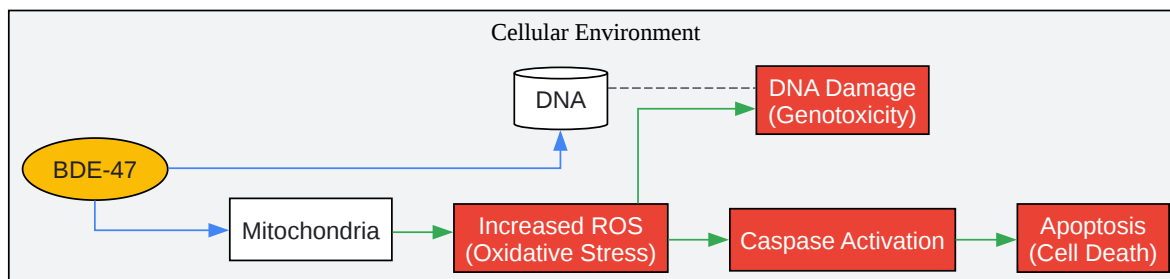 Cellular Environment
DNA
DNA Damage
(Genotoxicity)
BDE-47
Mitochondria
Increased ROS
(Oxidative Stress)
Caspase Activation
Apoptosis
(Cell Death)